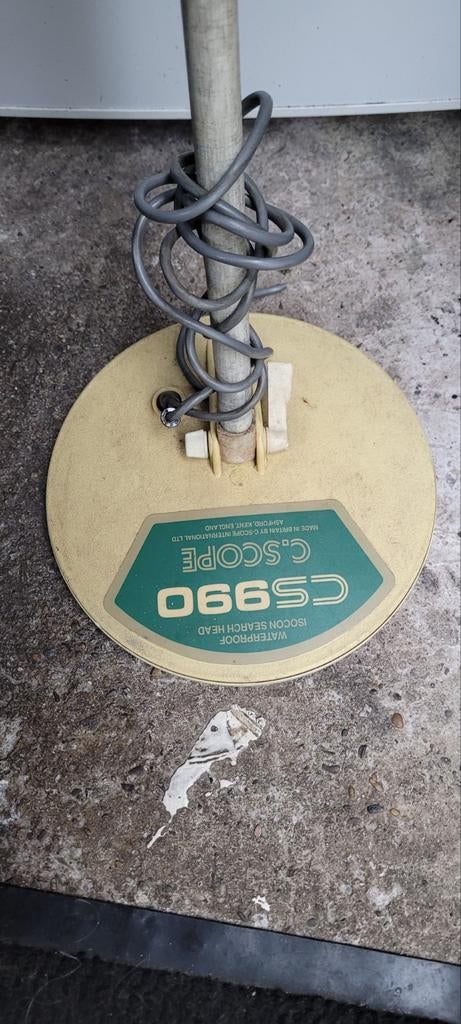 WATERPROOF
ISOCON SEARCH HEAD
CS990
C.SCOPE
MADE IN BRITAIN BY C-SCOPE INTERNATIONAL LTD
ASHFORD, KENT, ENGLAND